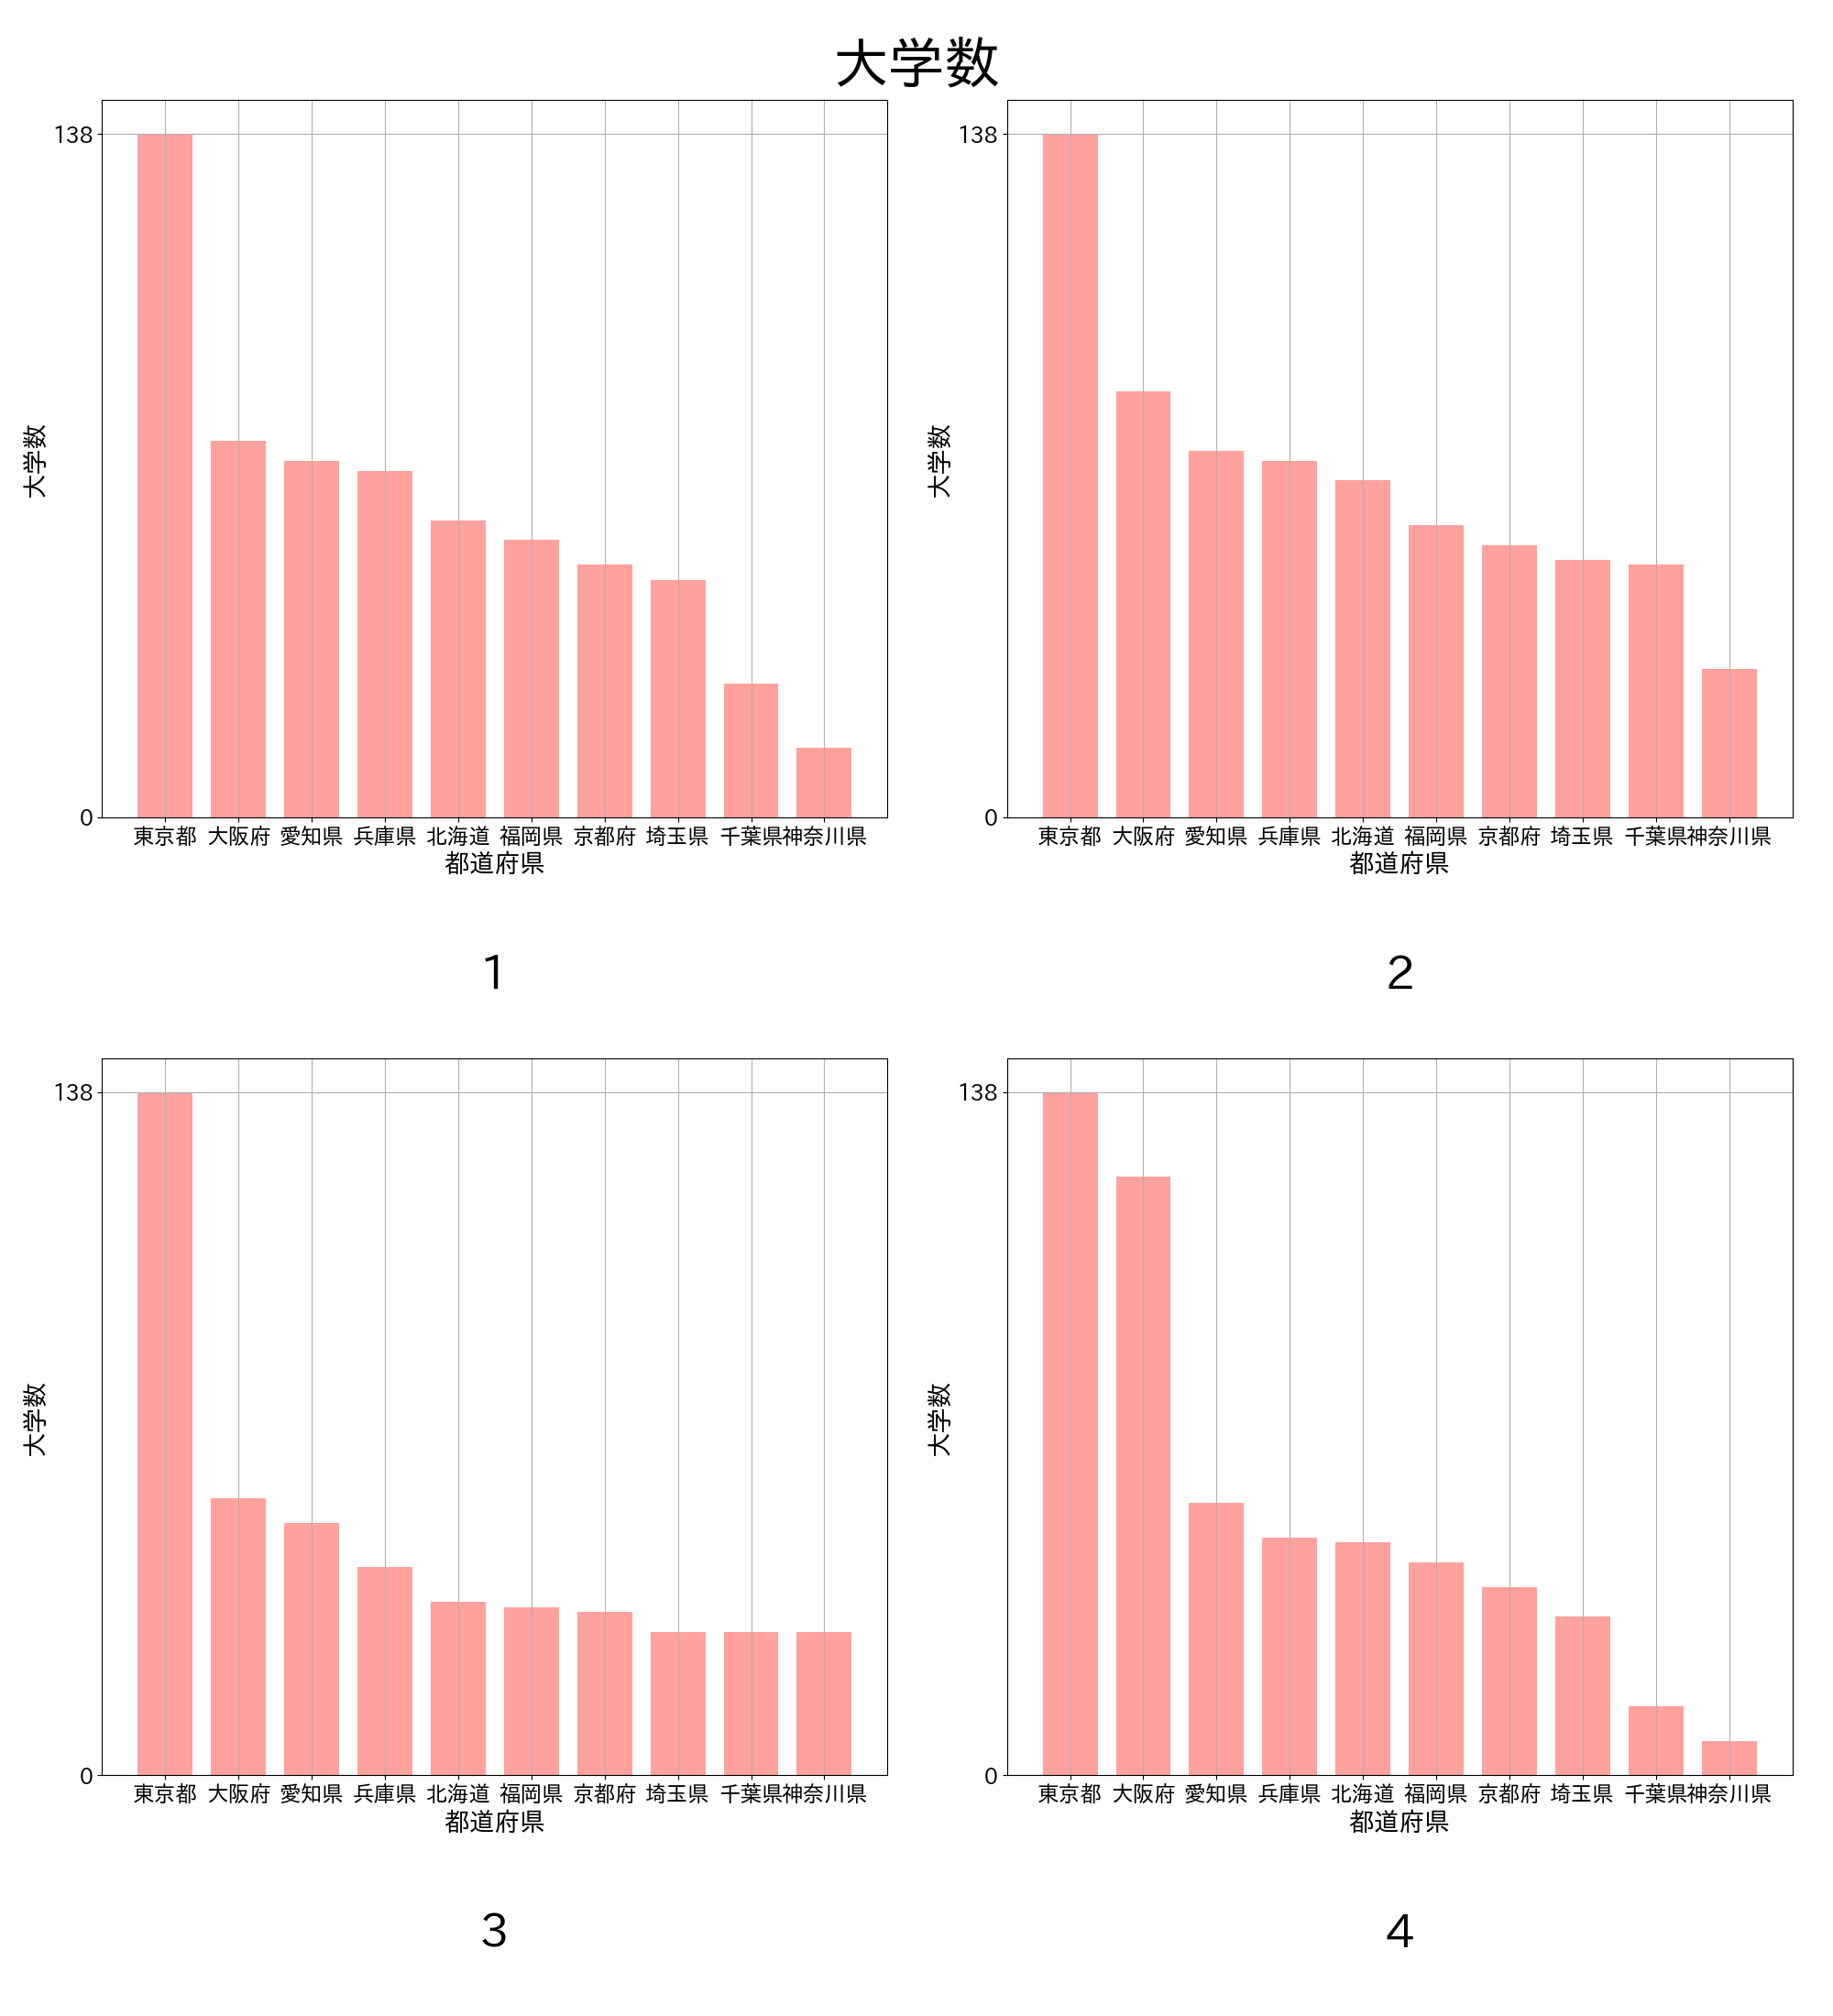 大学数
138
0
大学数
東京都 大阪府 愛知県 兵庫県 北海道 福岡県 京都府 埼玉県 千葉県 神奈川県
都道府県
1
138
0
大学数
東京都 大阪府 愛知県 兵庫県 北海道 福岡県 京都府 埼玉県 千葉県 神奈川県
都道府県
2
138
0
大学数
東京都 大阪府 愛知県 兵庫県 北海道 福岡県 京都府 埼玉県 千葉県 神奈川県
都道府県
3
138
0
大学数
東京都 大阪府 愛知県 兵庫県 北海道 福岡県 京都府 埼玉県 千葉県 神奈川県
都道府県
4